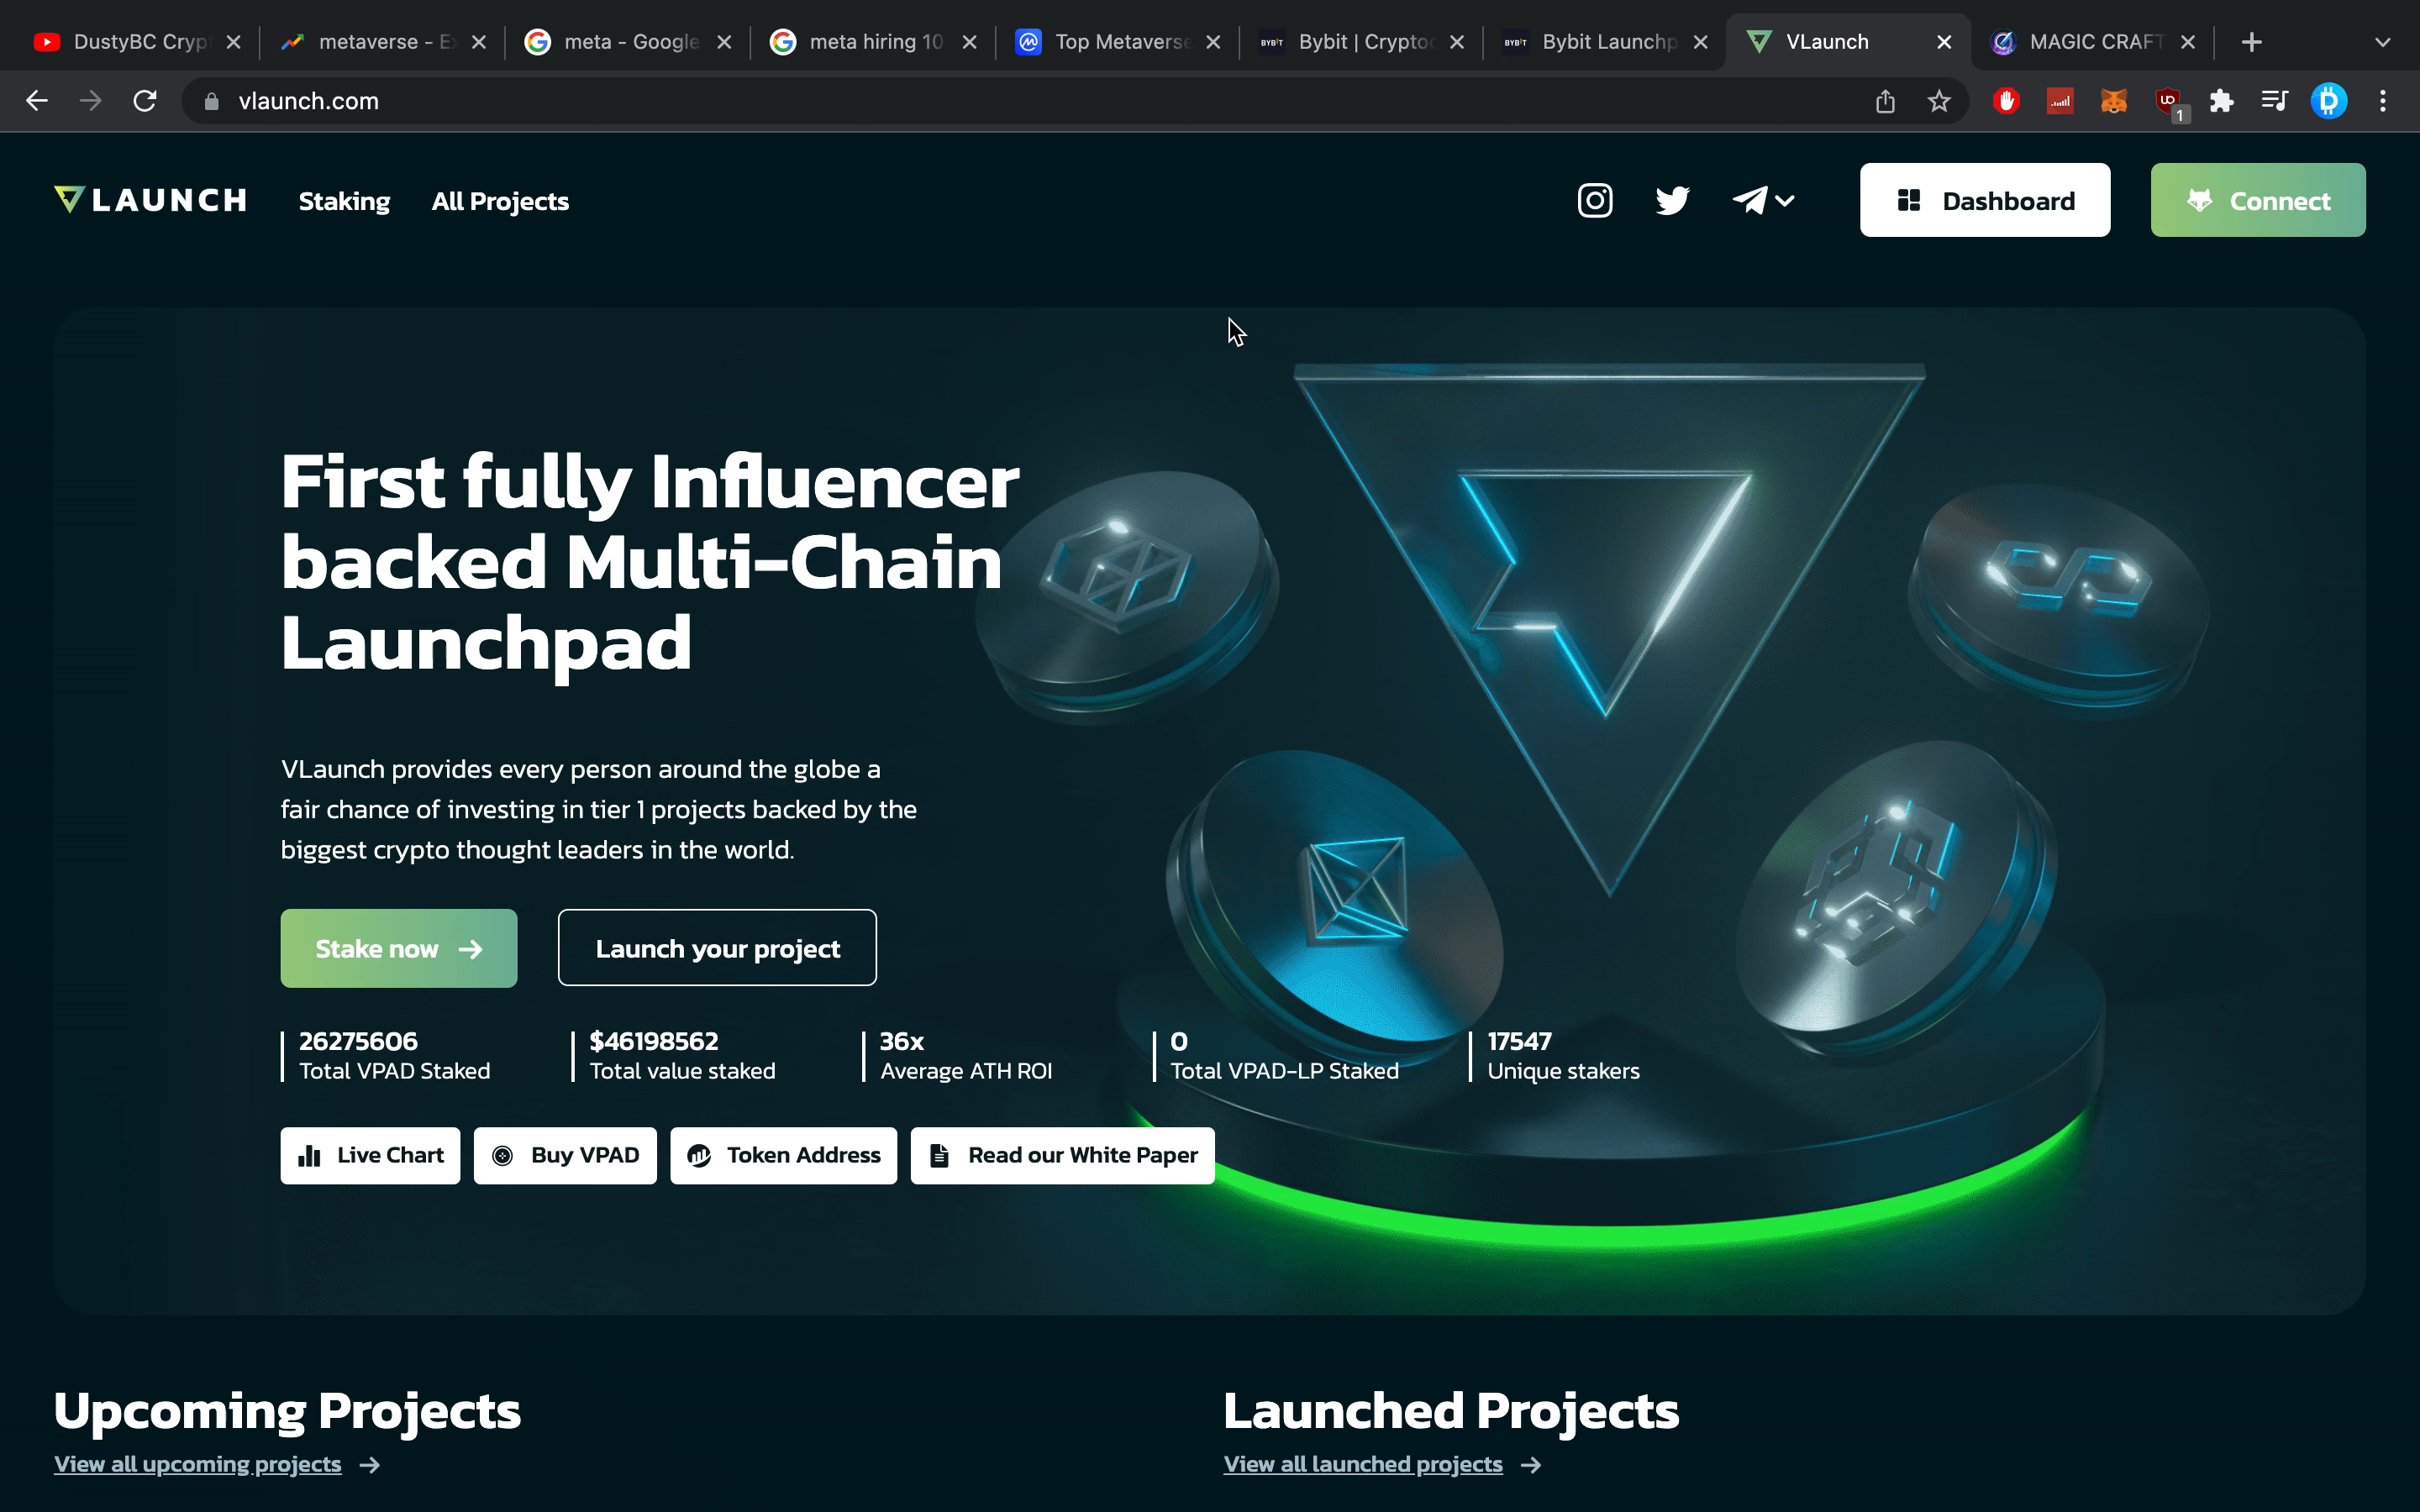 DustyBC Cryp
metaverse - Ex
meta - Google
meta hiring 10
Top Metaverse
BYBIT
Bybit | Cryptoc
BYBIT
Bybit Launchp
VLaunch
MAGIC CRAFT
vlaunch.com
1
LAUNCH
Staking
All Projects
Dashboard
Connect
First fully Influencer
backed Multi-Chain
Launchpad
VLaunch provides every person around the globe a
fair chance of investing in tier 1 projects backed by the
biggest crypto thought leaders in the world.
Stake now
Launch your project
26275606
Total VPAD Staked
$46198562
Total value staked
36x
Average ATH ROI
0
Total VPAD-LP Staked
17547
Unique stakers
Live Chart
Buy VPAD
Token Address
Read our White Paper
Upcoming Projects
View all upcoming projects
Launched Projects
View all launched projects